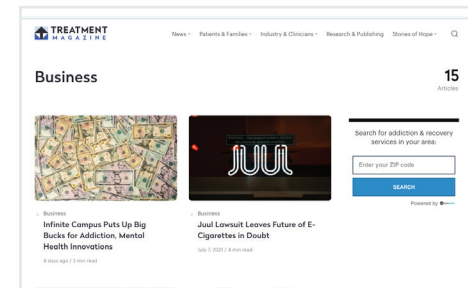 TREATMENT
MAGAZINE
News
Patients & Families
Industry & Clinicians
Research & Publishing
Stories of Hope
Business
15
Articles
JUUL
Search for addiction & recovery
services in your area:
Enter your ZIP code
SEARCH
Powered by
Business
Infinite Campus Puts Up Big
Bucks for Addiction, Mental
Health Innovations
6 days ago / 2 min read
Business
Juul Lawsuit Leaves Future of E-
Cigarettes in Doubt
July 7, 2021 / 4 min read